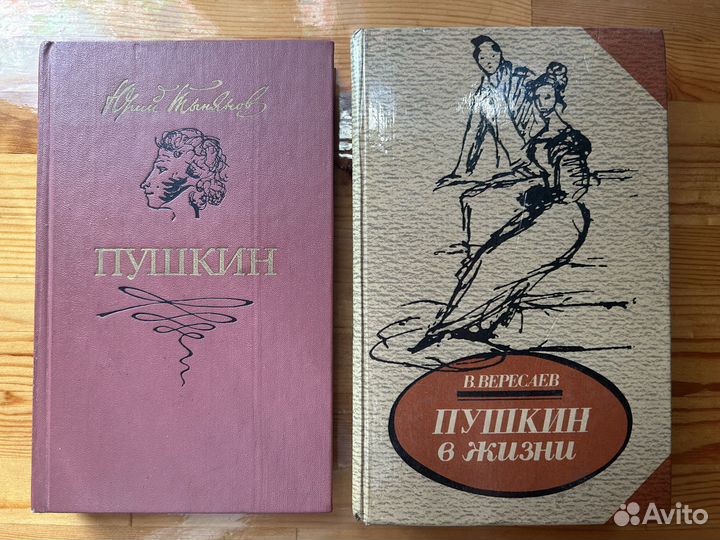 Юрий Тынянов
ПУШКИН
В. ВЕРЕСАЕВ
ПУШКИН
в жизни
Avito